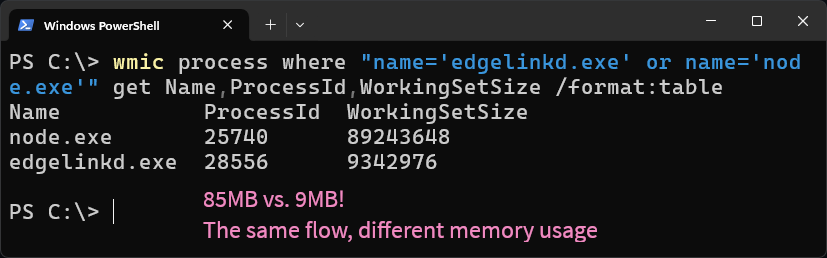 Windows PowerShell
PS C:\> wmic process where "name='edgelinkd.exe' or name='nod
e.exe'" get Name,ProcessId,WorkingSetSize /format:table
Name ProcessId WorkingSetSize
node.exe 25740 89243648
edgelinkd.exe 28556 9342976
PS C:\>
85MB vs. 9MB!
The same flow, different memory usage